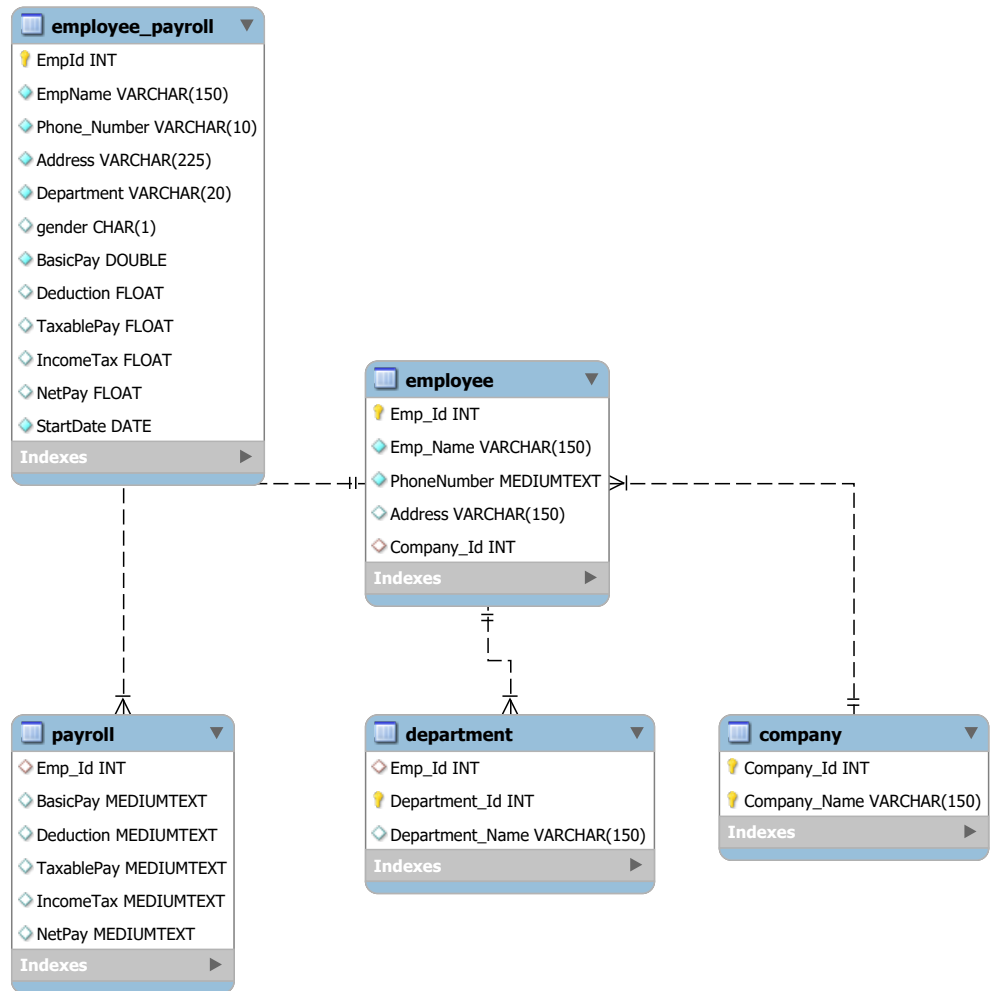 employee_payroll
EmpId INT
EmpName VARCHAR(150)
Phone_Number VARCHAR(10)
Address VARCHAR(225)
Department VARCHAR(20)
gender CHAR(1)
BasicPay DOUBLE
Deduction FLOAT
TaxablePay FLOAT
IncomeTax FLOAT
NetPay FLOAT
StartDate DATE
Indexes
employee
Emp_Id INT
Emp_Name VARCHAR(150)
PhoneNumber MEDIUMTEXT
Address VARCHAR(150)
Company_Id INT
Indexes
payroll
Emp_Id INT
BasicPay MEDIUMTEXT
Deduction MEDIUMTEXT
TaxablePay MEDIUMTEXT
IncomeTax MEDIUMTEXT
NetPay MEDIUMTEXT
Indexes
department
Emp_Id INT
Department_Id INT
Department_Name VARCHAR(150)
Indexes
company
Company_Id INT
Company_Name VARCHAR(150)
Indexes